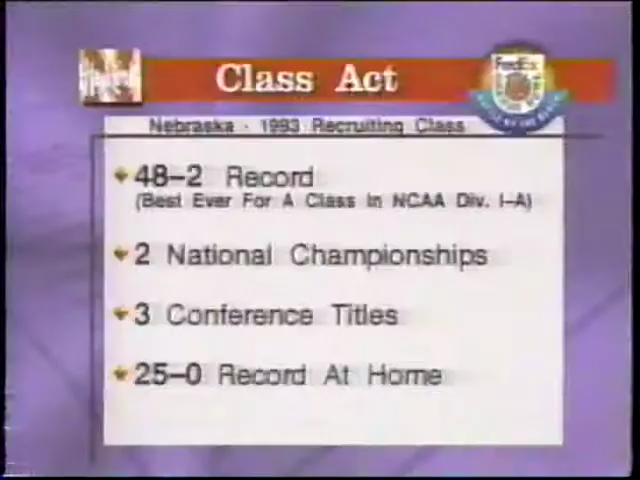 Class Act
FedEx
Nebraska - 1993 Recruiting Class
48-2 Record
(Best Ever For A Class In NCAA Div. I-A)
2 National Championships
3 Conference Titles
25-0 Record At Home